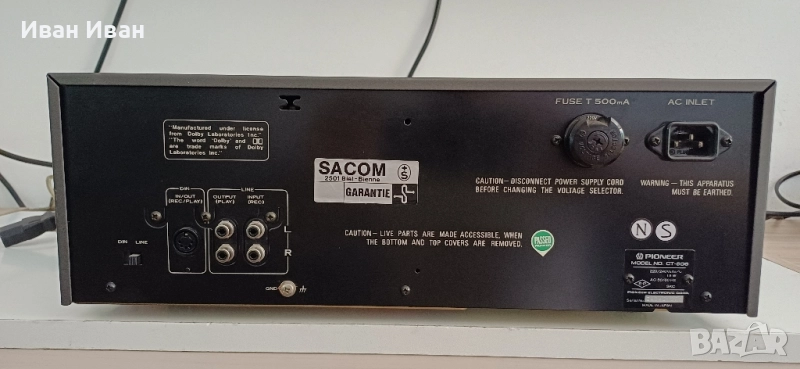 Иван Иван
"Manufactured under license
from Dolby Laboratories Inc."
"The word 'Dolby' and
are trade marks of Dolby
Laboratories Inc."
FUSE T 500mA
AC INLET
SACOM
2501 Biel-Bienne
GARANTIE
CAUTION— DISCONNECT POWER SUPPLY CORD
BEFORE CHANGING THE VOLTAGE SELECTOR.
WARNING — THIS APPARATUS
MUST BE EARTHED.
DIN
IN/OUT
(REC/PLAY)
LINE
OUTPUT
(PLAY)
INPUT
(REC)
L
R
DIN LINE
CAUTION— LIVE PARTS ARE MADE ACCESSIBLE, WHEN
THE BOTTOM AND TOP COVERS ARE REMOVED.
PASSED
N S
PIONEER
MODEL NO. CT-506
GND
BAZAR